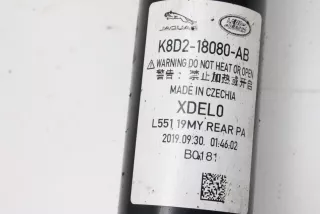 JAGUAR
K8D2-18080-AB
WARNING DO NOT HEAT OR OPEN
警告：禁止加热或开启
MADE IN CZECHIA
XDEL0
L551 19MY REAR PA
2019.09.30. 01:46:02
BQ181